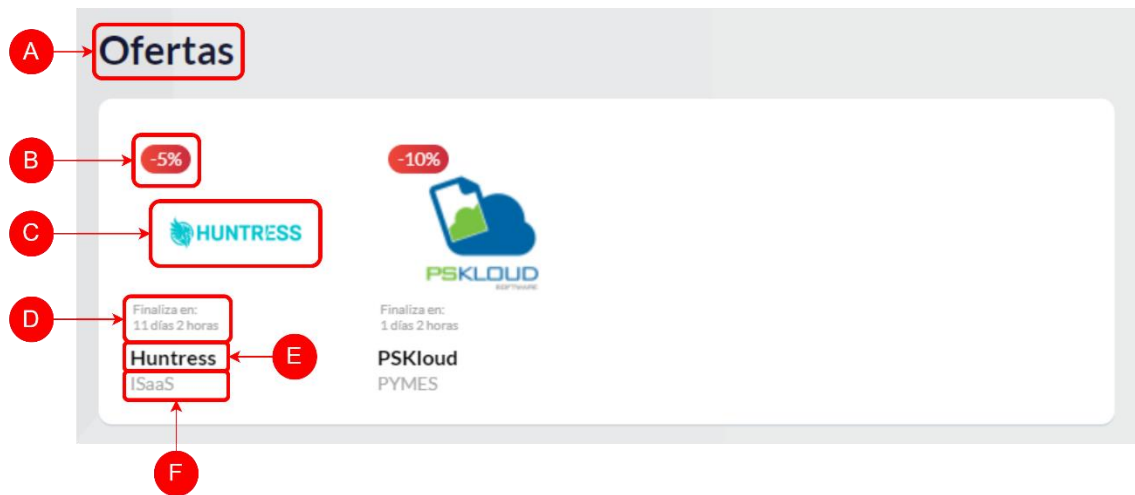 A
Ofertas
B
-5%
-10%
C
HUNTRESS
PSKLOUD
SOFTWARE
D
Finaliza en:
11 días 2 horas
Finaliza en:
1 días 2 horas
Huntress
E
PSKloud
ISaaS
PYMES
F